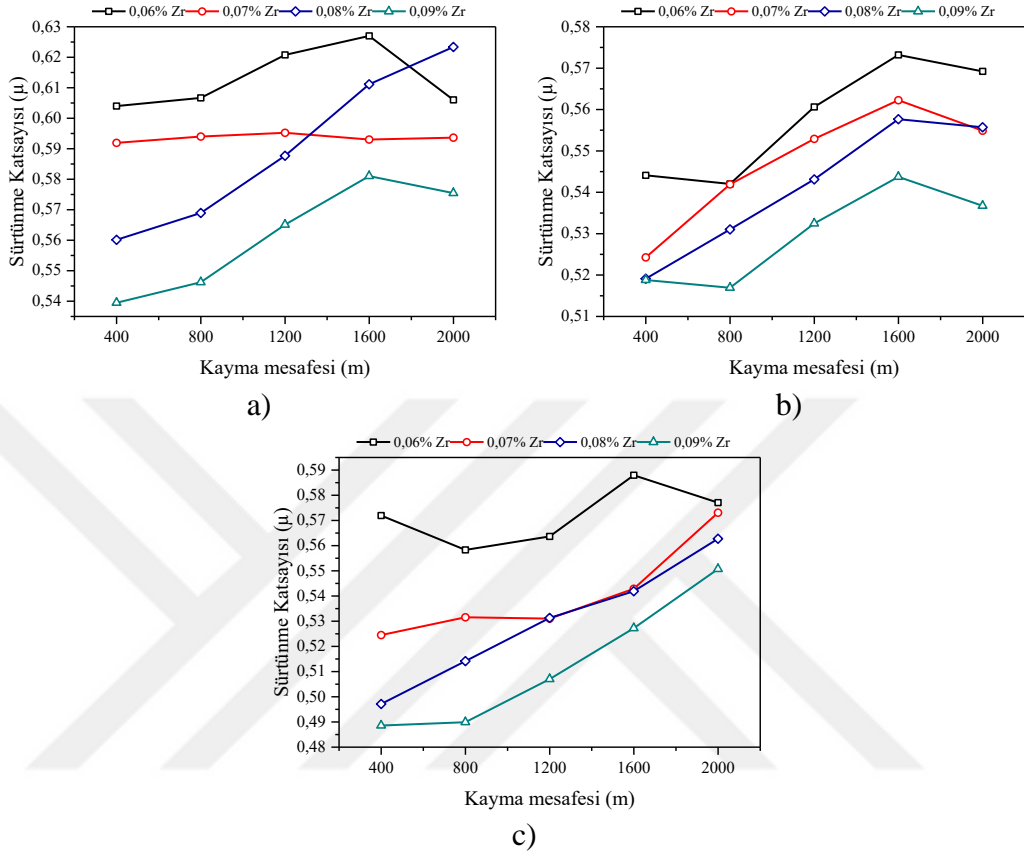 0,06% Zr 0,07% Zr 0,08% Zr 0,09% Zr
0,63
0,62
0,61
0,60
0,59
0,58
0,57
0,56
0,55
0,54
Sürtünme Katsayısı (µ)
400 800 1200 1600 2000
Kayma mesafesi (m)
a)
0,06% Zr 0,07% Zr 0,08% Zr 0,09% Zr
0,58
0,57
0,56
0,55
0,54
0,53
0,52
0,51
Sürtünme Katsayısı (µ)
400 800 1200 1600 2000
Kayma mesafesi (m)
b)
0,06% Zr 0,07% Zr 0,08% Zr 0,09% Zr
0,59
0,58
0,57
0,56
0,55
0,54
0,53
0,52
0,51
0,50
0,49
0,48
Sürtünme Katsayısı (µ)
400 800 1200 1600 2000
Kayma mesafesi (m)
c)